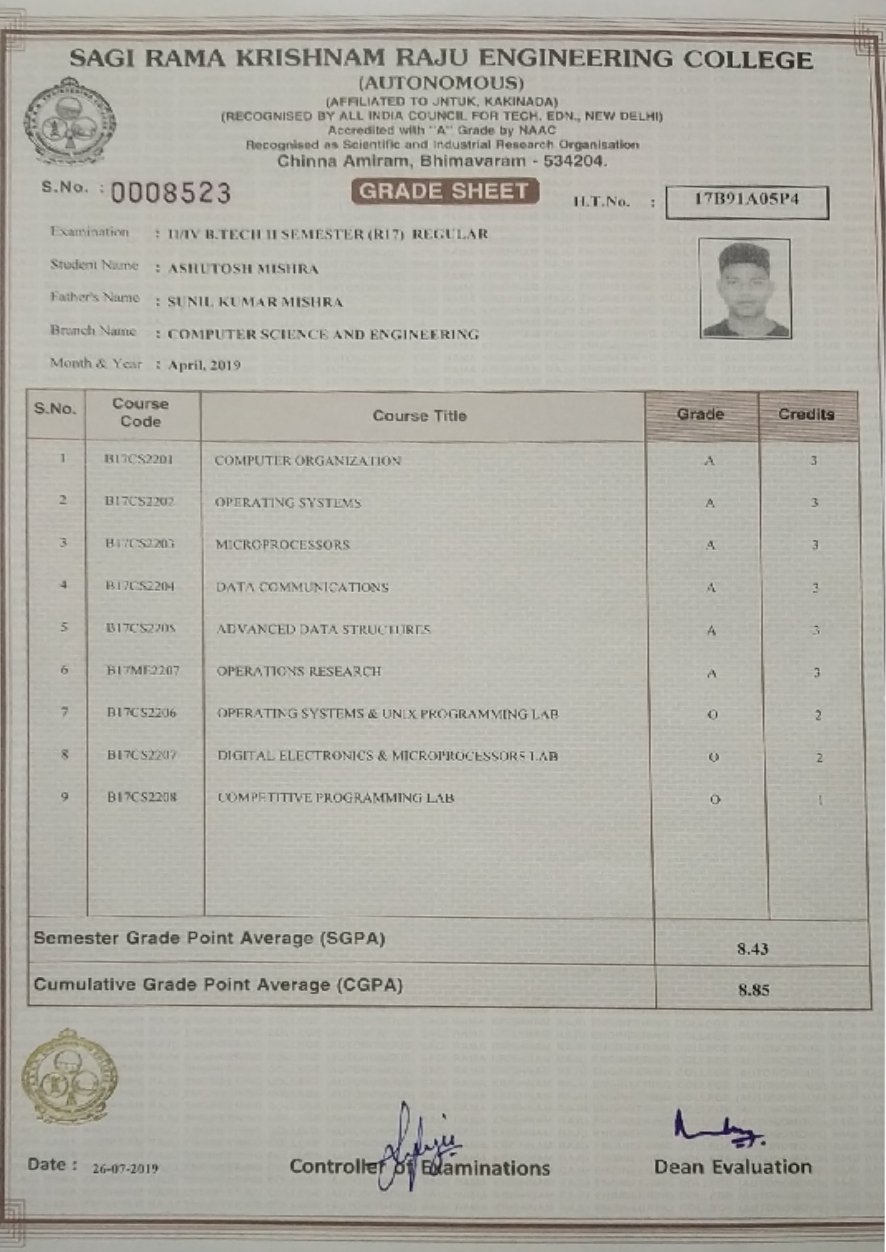 SAGI RAMA KRISHNAM RAJU ENGINEERING COLLEGE
(AUTONOMOUS)
(AFFILIATED TO JNTUK, KAKINADA)
(RECOGNISED BY ALL INDIA COUNCIL FOR TECH. EDN., NEW DELHI)
Accredited with "A" Grade by NAAC
Recognised as Scientific and Industrial Research Organisation
Chinna Amiram, Bhimavaram - 534204.
S.No. : 0008523 GRADE SHEET H.T.No. : 17B91A05P4
Examination : II/IV B.TECH II SEMESTER (R17) REGULAR
Student Name : ASHUTOSH MISHRA
Father's Name : SUNIL KUMAR MISHRA
Branch Name : COMPUTER SCIENCE AND ENGINEERING
Month & Year : April, 2019
S.No. Course Code Course Title Grade Credits
1 B17CS2201 COMPUTER ORGANIZATION A 3
2 B17CS2202 OPERATING SYSTEMS A 3
3 B17CS2203 MICROPROCESSORS A 3
4 B17CS2204 DATA COMMUNICATIONS A 3
5 B17CS2205 ADVANCED DATA STRUCTURES A 3
6 B17ME2207 OPERATIONS RESEARCH A 3
7 B17CS2206 OPERATING SYSTEMS & UNIX PROGRAMMING LAB O 2
8 B17CS2207 DIGITAL ELECTRONICS & MICROPROCESSORS LAB O 2
9 B17CS2208 COMPETITIVE PROGRAMMING LAB O 1
Semester Grade Point Average (SGPA) 8.43
Cumulative Grade Point Average (CGPA) 8.85
Date : 26-07-2019 Controller of Examinations Dean Evaluation